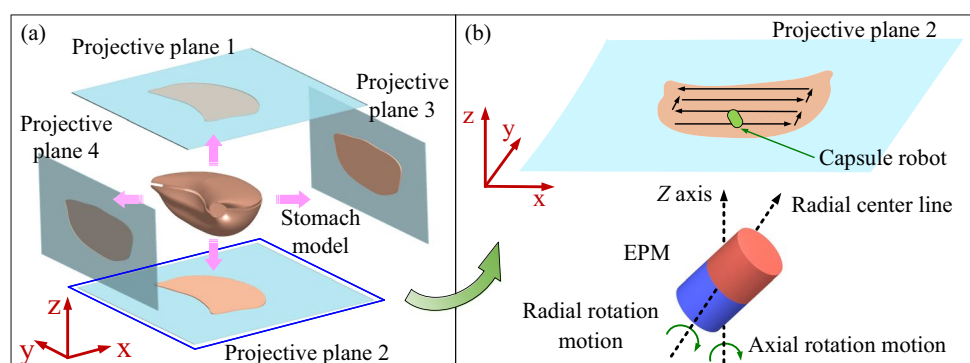 (a)
Projective plane 1
Projective
plane 3
Projective
plane 4
Stomach
model
z
y
x
Projective plane 2
(b)
Projective plane 2
z
y
x
Capsule robot
Z axis
Radial center line
EPM
Radial rotation
motion
Axial rotation motion